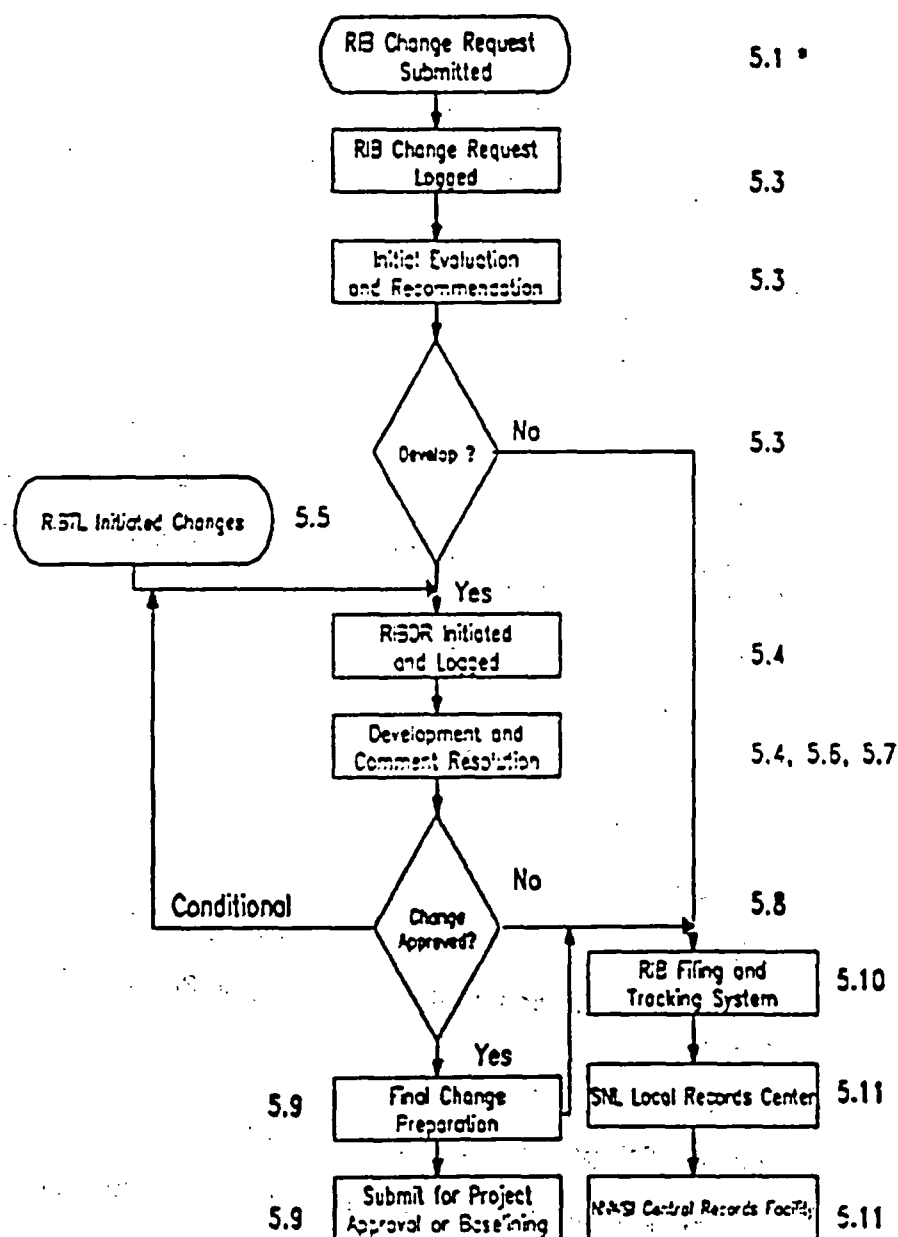 RIB Change Request
Submitted
5.1 *
RIB Change Request
Logged
5.3
Initial Evaluation
and Recommendation
5.3
Develop ?
No
5.3
Initiated Changes
5.5
Yes
Initiated
and Logged
5.4
Development and
Comment Resolution
5.4, 5.6, 5.7
Conditional
Change
Approved?
No
5.8
RIB Filing and
Tracking System
5.10
Yes
5.9
Final Change
Preparation
SNL Local Records Center
5.11
5.9
Submit for Project
Approval or Baselining
Central Records Facility
5.11